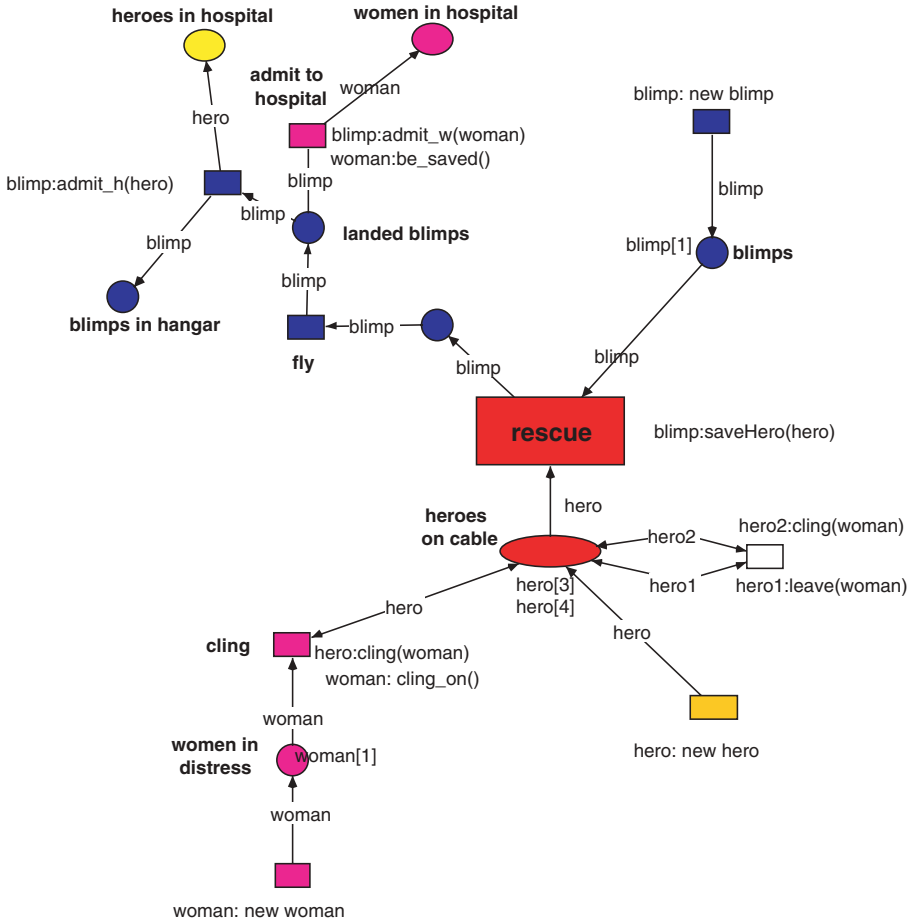 heroes in hospital
women in hospital
admit to
hospital
woman
blimp: new blimp
hero
blimp:admit_w(woman)
woman:be_saved()
blimp:admit_h(hero)
blimp
blimp
blimp
landed blimps
blimp
blimp[1]
blimps
blimp
blimps in hangar
blimp
fly
blimp
blimp
rescue
blimp:saveHero(hero)
hero
heroes
on cable
hero2
hero2:cling(woman)
hero[3]
hero[4]
hero1
hero1:leave(woman)
hero
hero
cling
hero:cling(woman)
woman: cling_on()
woman
women in
distress
woman[1]
hero: new hero
woman
woman: new woman